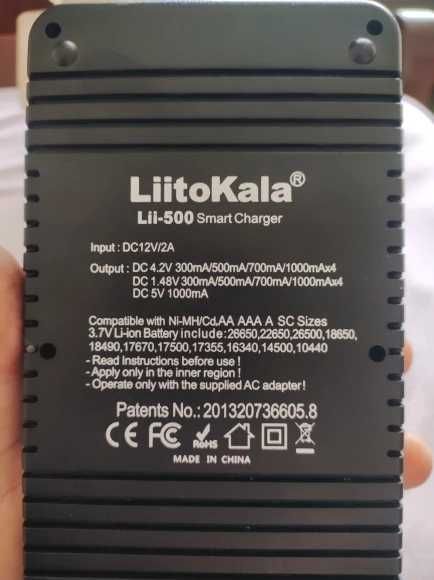 LiitoKala®
Lii-500 Smart Charger
Input : DC12V/2A
Output : DC 4.2V 300mA/500mA/700mA/1000mAx4
DC 1.48V 300mA/500mA/700mA/1000mAx4
DC 5V 1000mA
Compatible with Ni-MH/Cd,AA AAA A SC Sizes
3.7V Li-ion Battery include: 26650,22650,26500,18650,
18490,17670,17500,17355,16340,14500,10440
- Read Instructions before use !
- Apply only in the inner region !
- Operate only with the supplied AC adapter!
Patents No.: 201320736605.8
CE FC RoHS
MADE IN CHINA